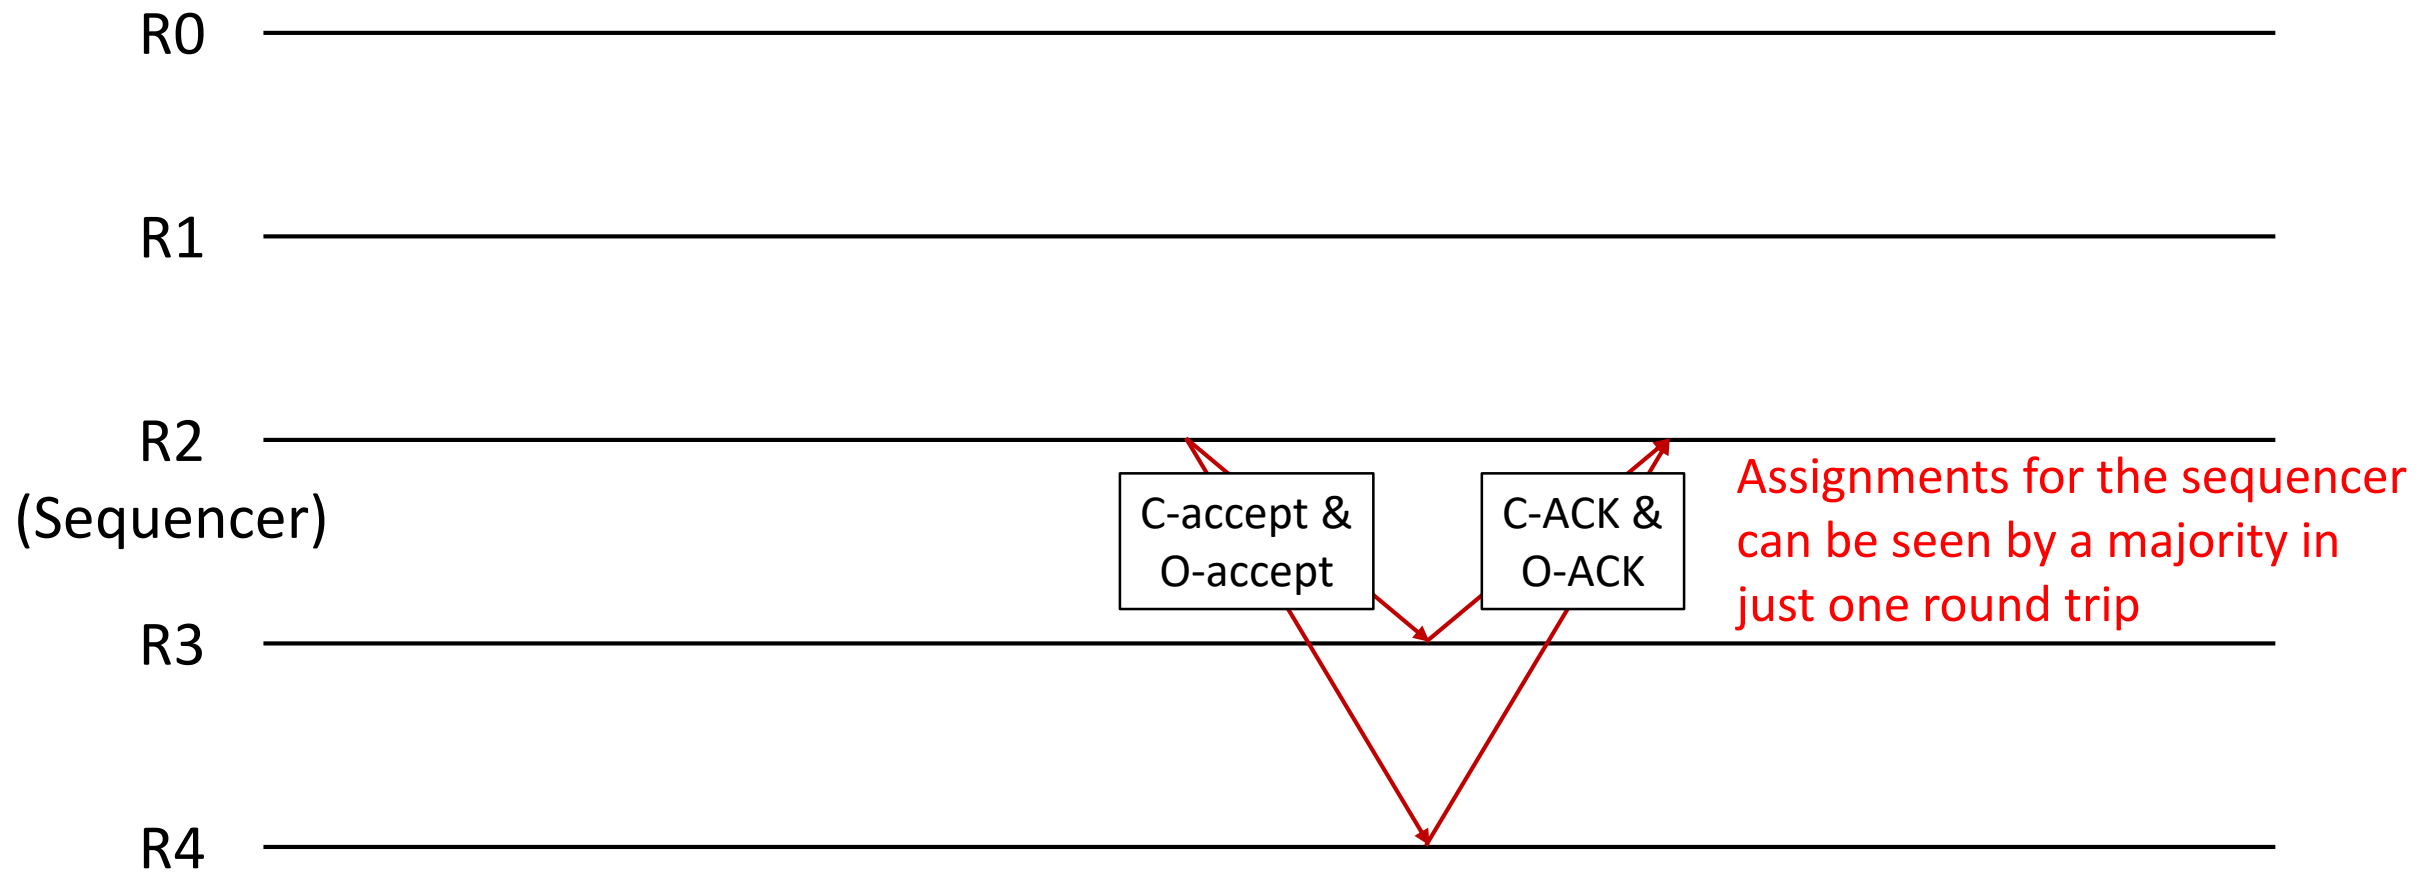 R0
R1
R2
(Sequencer)
C-accept &
O-accept
C-ACK &
O-ACK
Assignments for the sequencer
can be seen by a majority in
just one round trip
R3
R4